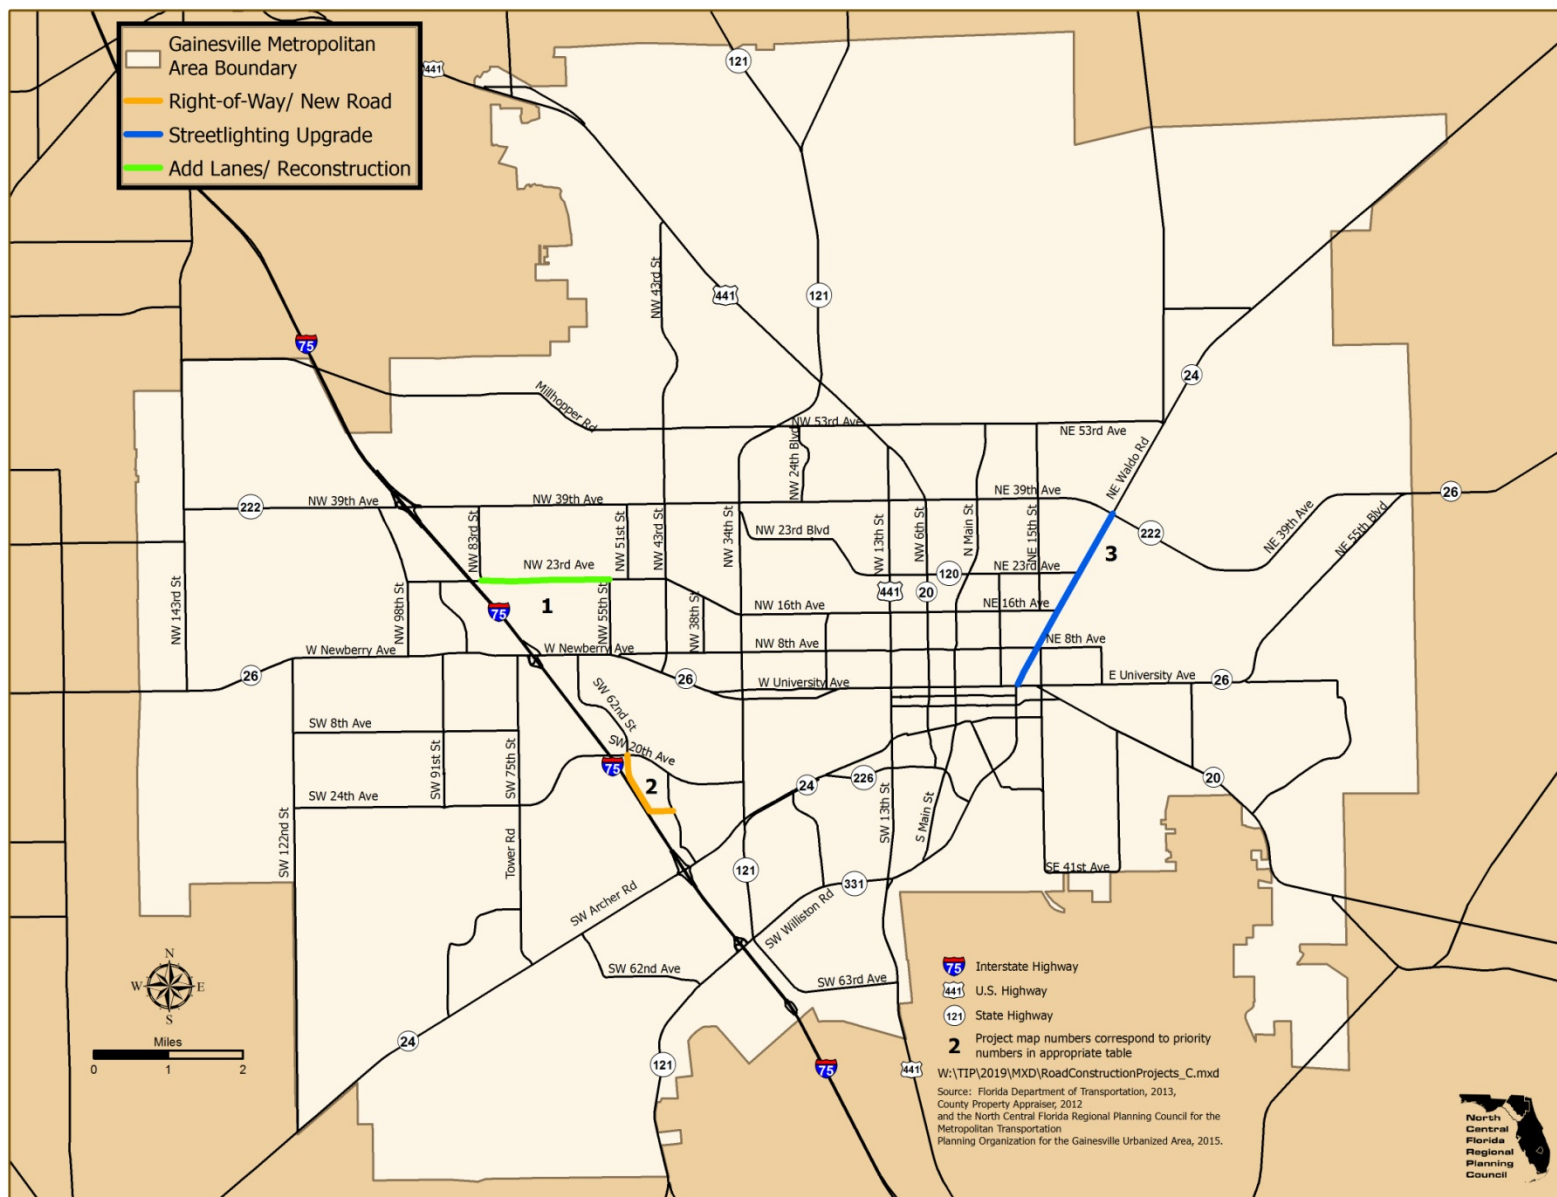 Gainesville Metropolitan
Area Boundary
Right-of-Way/ New Road
Streetlighting Upgrade
Add Lanes/ Reconstruction
441
121
NW 43rd St
441
121
75
24
Millhopper Rd
NW 53rd Ave
NE 53rd Ave
NW 24th Blvd
NE Waldo Rd
222
NW 39th Ave
NW 39th Ave
NE 39th Ave
26
NW 83rd St
NW 51st St
NW 43rd St
NW 34th St
NW 23rd Blvd
NW 13th St
NW 6th St
N Main St
NE 15th St
222
NE 39th Ave
NE 55th Blvd
3
NW 23rd Ave
120
NE 23rd Ave
NW 143rd St
NW 98th St
75
1
NW 55th St
NW 38th St
441
20
NW 16th Ave
NE 16th Ave
W Newberry Ave
W Newberry Ave
NW 8th Ave
NE 8th Ave
26
26
W University Ave
E University Ave
26
SW 62nd St
SW 8th Ave
SW 91st St
SW 75th St
SW 20th Ave
75
2
SW 24th Ave
24
226
20
SW 122nd St
Tower Rd
SW 13th St
S Main St
121
331
SE 41st Ave
SW Archer Rd
SW Williston Rd
SW 62nd Ave
SW 63rd Ave
N
W
E
S
Miles
0
1
2
24
121
75
441
75
Interstate Highway
441
U.S. Highway
121
State Highway
2
Project map numbers correspond to priority
numbers in appropriate table
W:\TIP\2019\MXD\RoadConstructionProjects_C.mxd
Source: Florida Department of Transportation, 2013,
County Property Appraiser, 2012
and the North Central Florida Regional Planning Council for the
Metropolitan Transportation
Planning Organization for the Gainesville Urbanized Area, 2015.
North
Central
Florida
Regional
Planning
Council